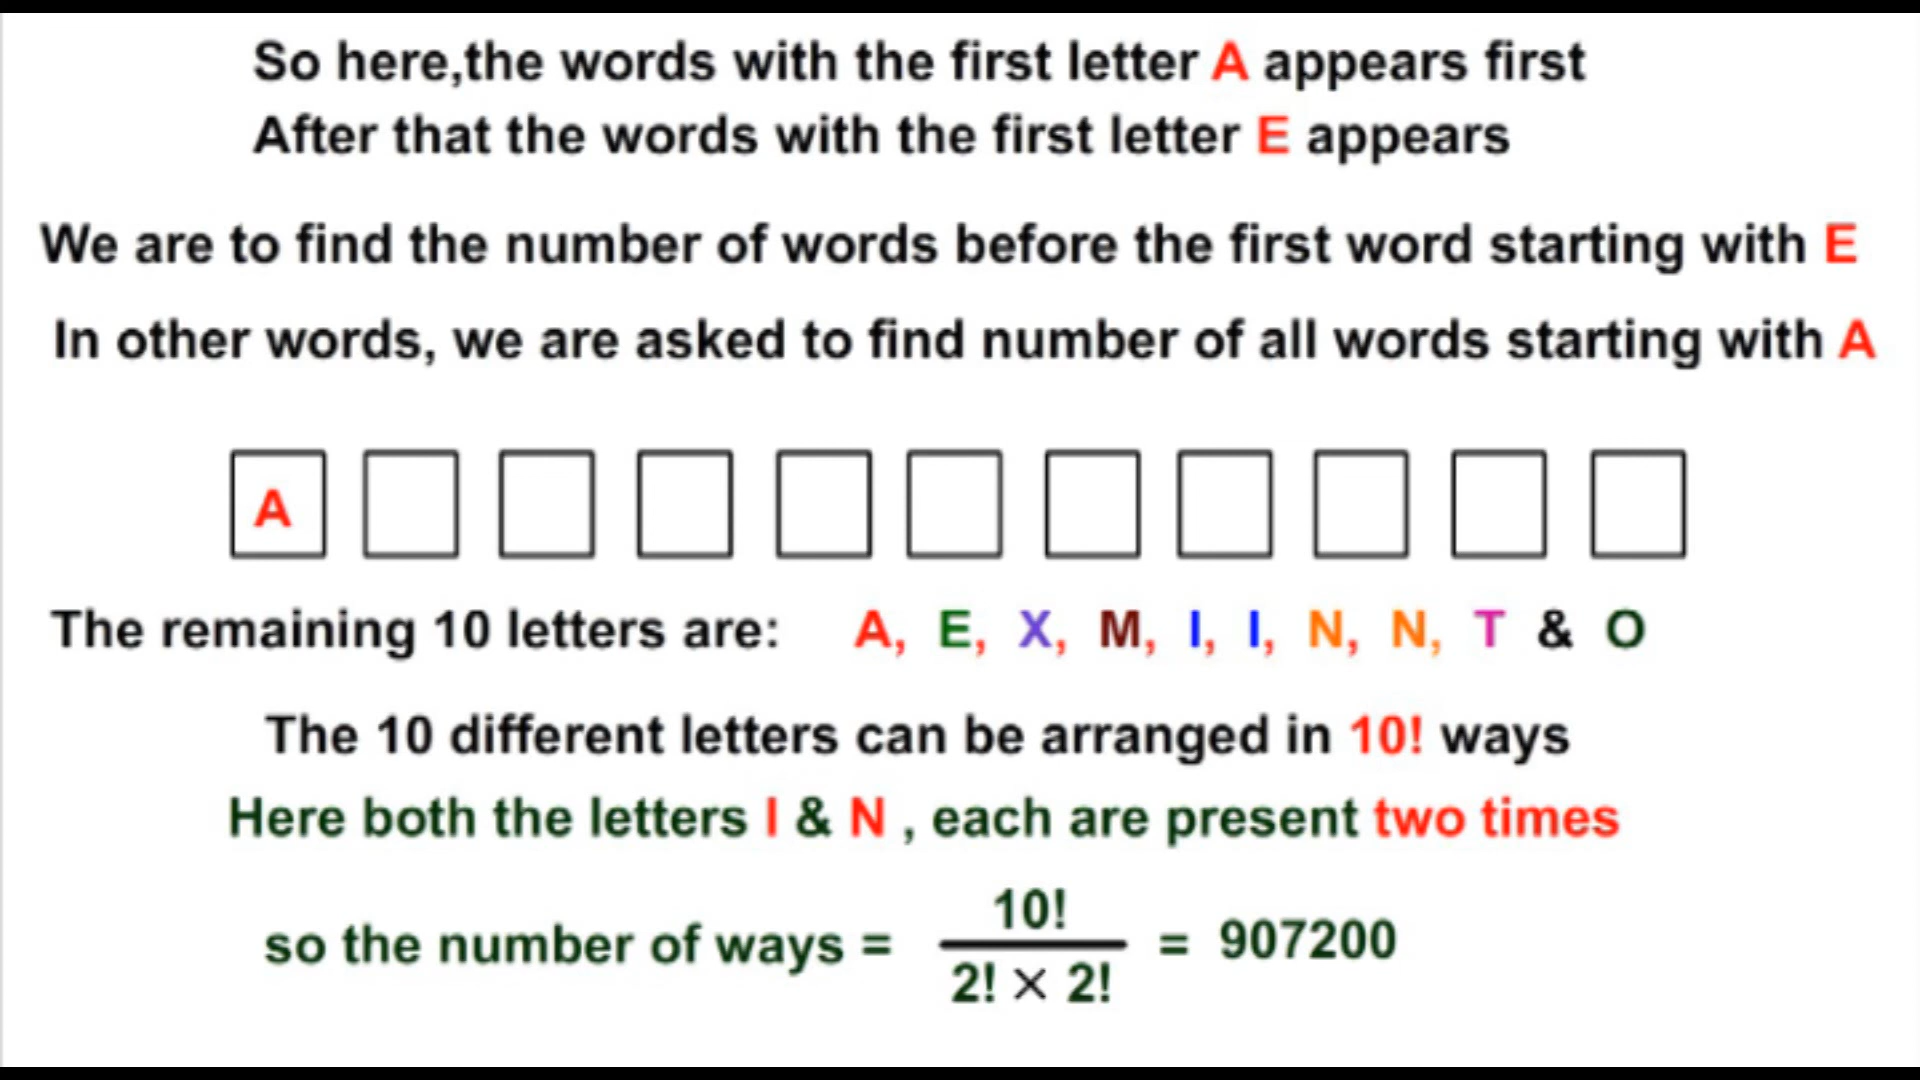 So here,the words with the first letter A appears first
After that the words with the first letter E appears
We are to find the number of words before the first word starting with E
In other words, we are asked to find number of all words starting with A
A
The remaining 10 letters are: A, E, X, M, I, I, N, N, T & O
The 10 different letters can be arranged in 10! ways
Here both the letters I & N , each are present two times
so the number of ways = 10! / 2! × 2! = 907200